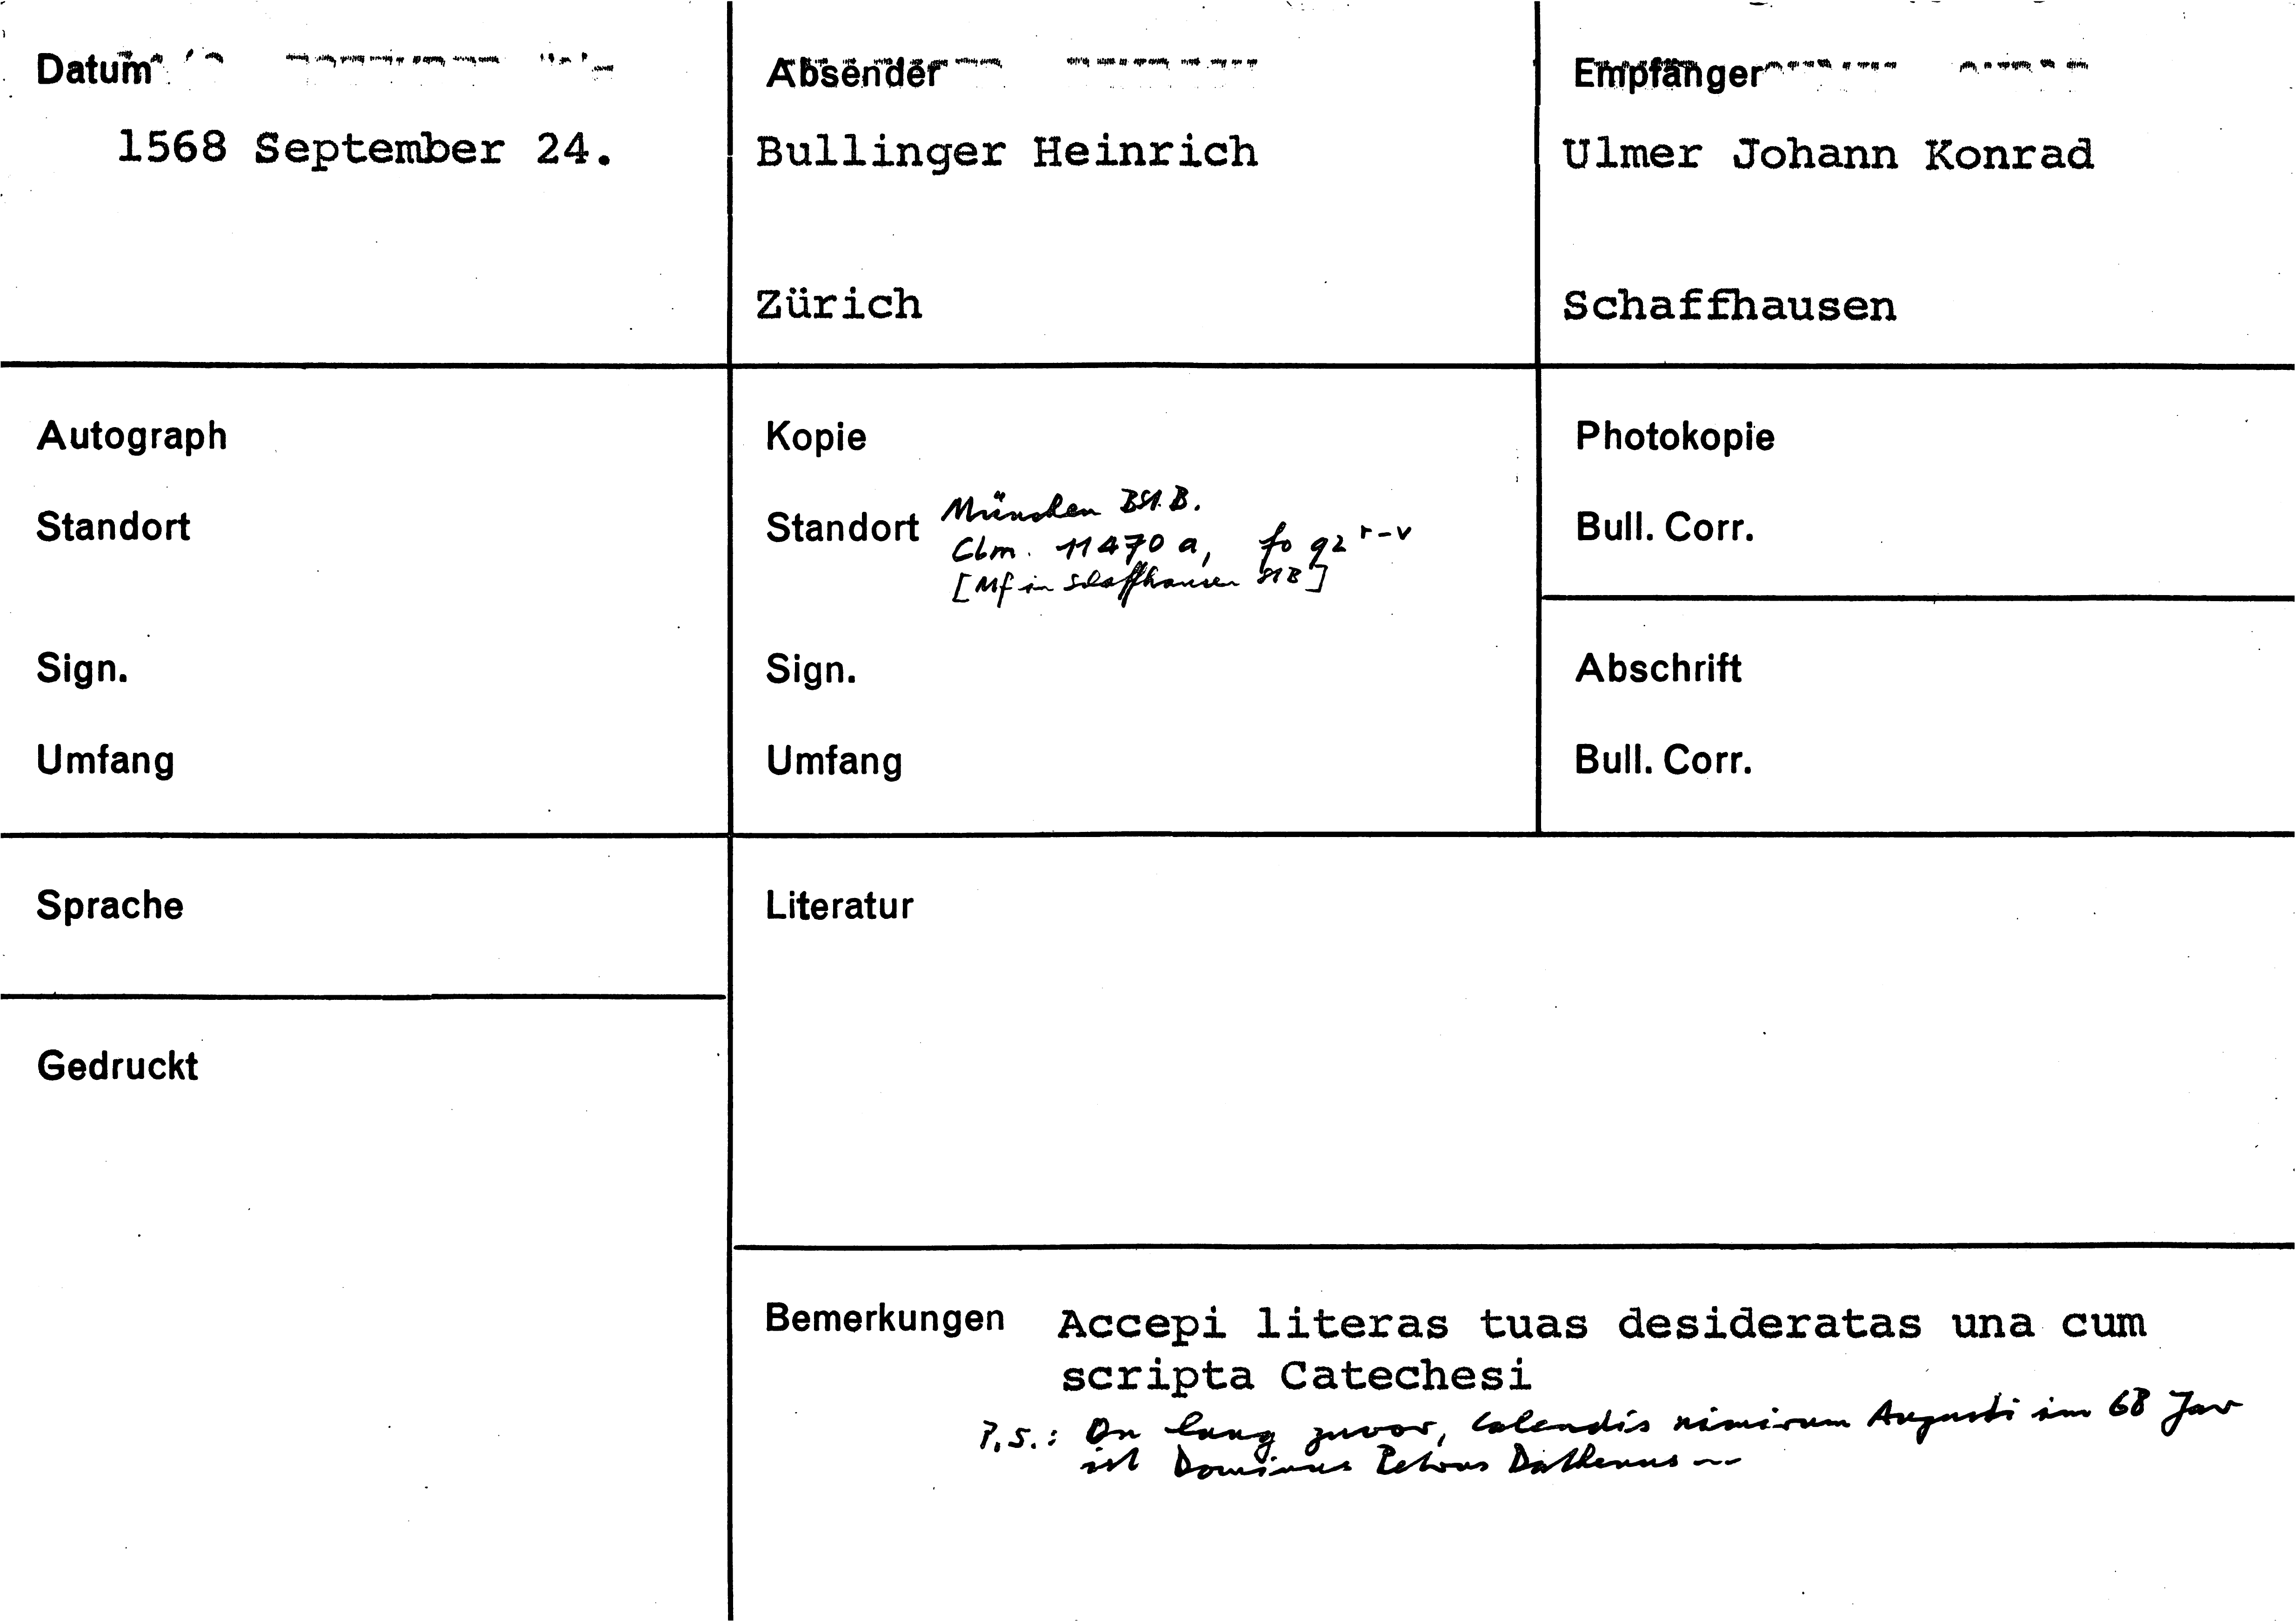 Datum
1568 September 24.
Absender
Bullinger Heinrich
Zürich
Empfänger
Ulmer Johann Konrad
Schaffhausen
Autograph
Standort
Sign.
Umfang
Kopie
Standort München BSt.B.
Clm. 11470 a, fo 92 r-v
[Mf in Schaffhausen StB]
Sign.
Umfang
Photokopie
Bull. Corr.
Abschrift
Bull. Corr.
Sprache
Gedruckt
Literatur
Bemerkungen Accepi literas tuas desideratas una cum
scripta Catechesi
P.S.: On lang zuvor, Calendis nimirum Augusti im 68 Jar
ist Dominus Petrus Dathenus